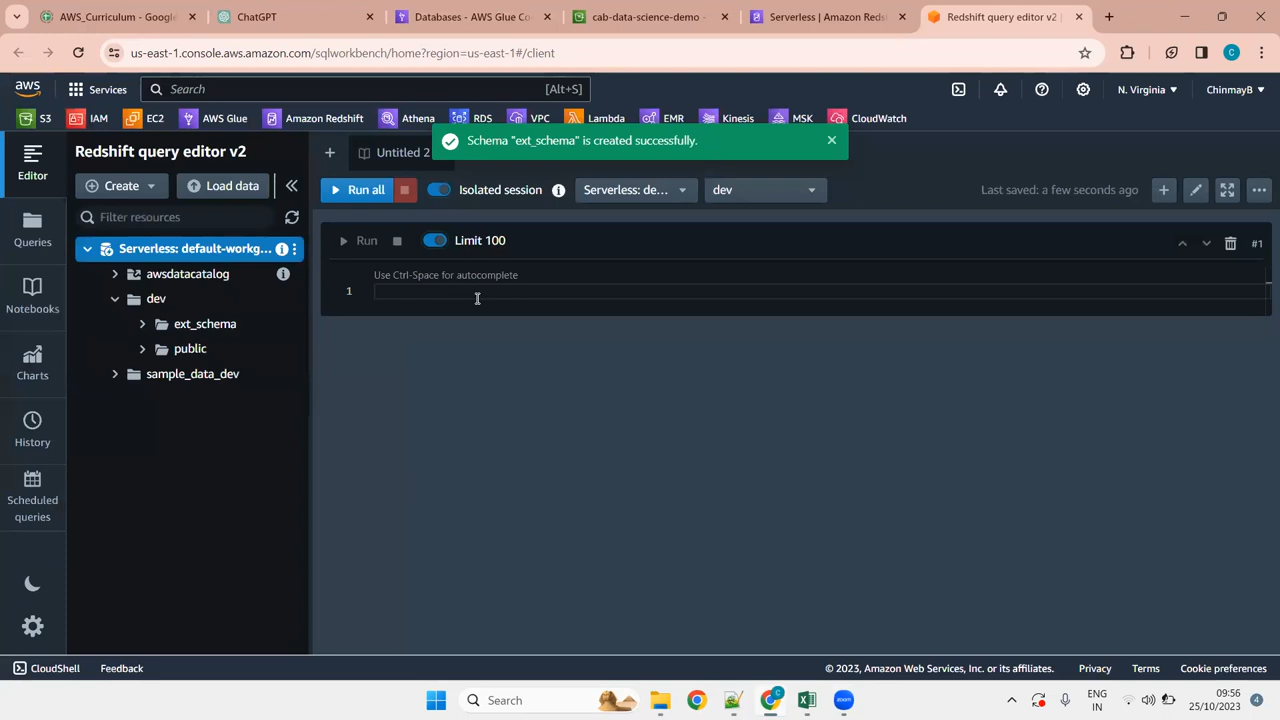 AWS_Curriculum - Google
ChatGPT
Databases - AWS Glue Co
cab-data-science-demo -
Serverless | Amazon Reds
Redshift query editor v2 |
us-east-1.console.aws.amazon.com/sqlworkbench/home?region=us-east-1#/client
C
aws
Services
Search
[Alt+S]
N. Virginia
ChinmayB
S3
IAM
EC2
AWS Glue
Amazon Redshift
Athena
RDS
VPC
Lambda
Kinesis
MSK
CloudWatch
Schema "ext_schema" is created successfully.
Editor
Queries
Notebooks
Charts
History
Scheduled
queries
Redshift query editor v2
Create
Load data
Filter resources
Serverless: default-workg...
awsdatacatalog
dev
ext_schema
public
sample_data_dev
Untitled 2
Run all
Isolated session
Serverless: de...
dev
Last saved: a few seconds ago
Run
Limit 100
#1
Use Ctrl-Space for autocomplete
1
CloudShell
Feedback
© 2023, Amazon Web Services, Inc. or its affiliates.
Privacy
Terms
Cookie preferences
Search
ENG
IN
09:56
25/10/2023
4